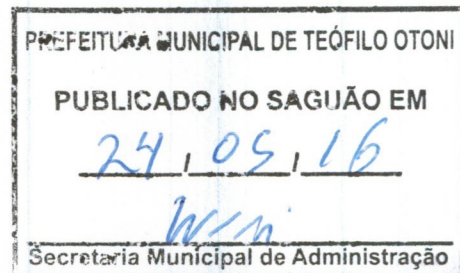 PREFEITURA MUNICIPAL DE TEÓFILO OTONI
PUBLICADO NO SAGUÃO EM
24 / 05 / 16
Secretaria Municipal de Administração